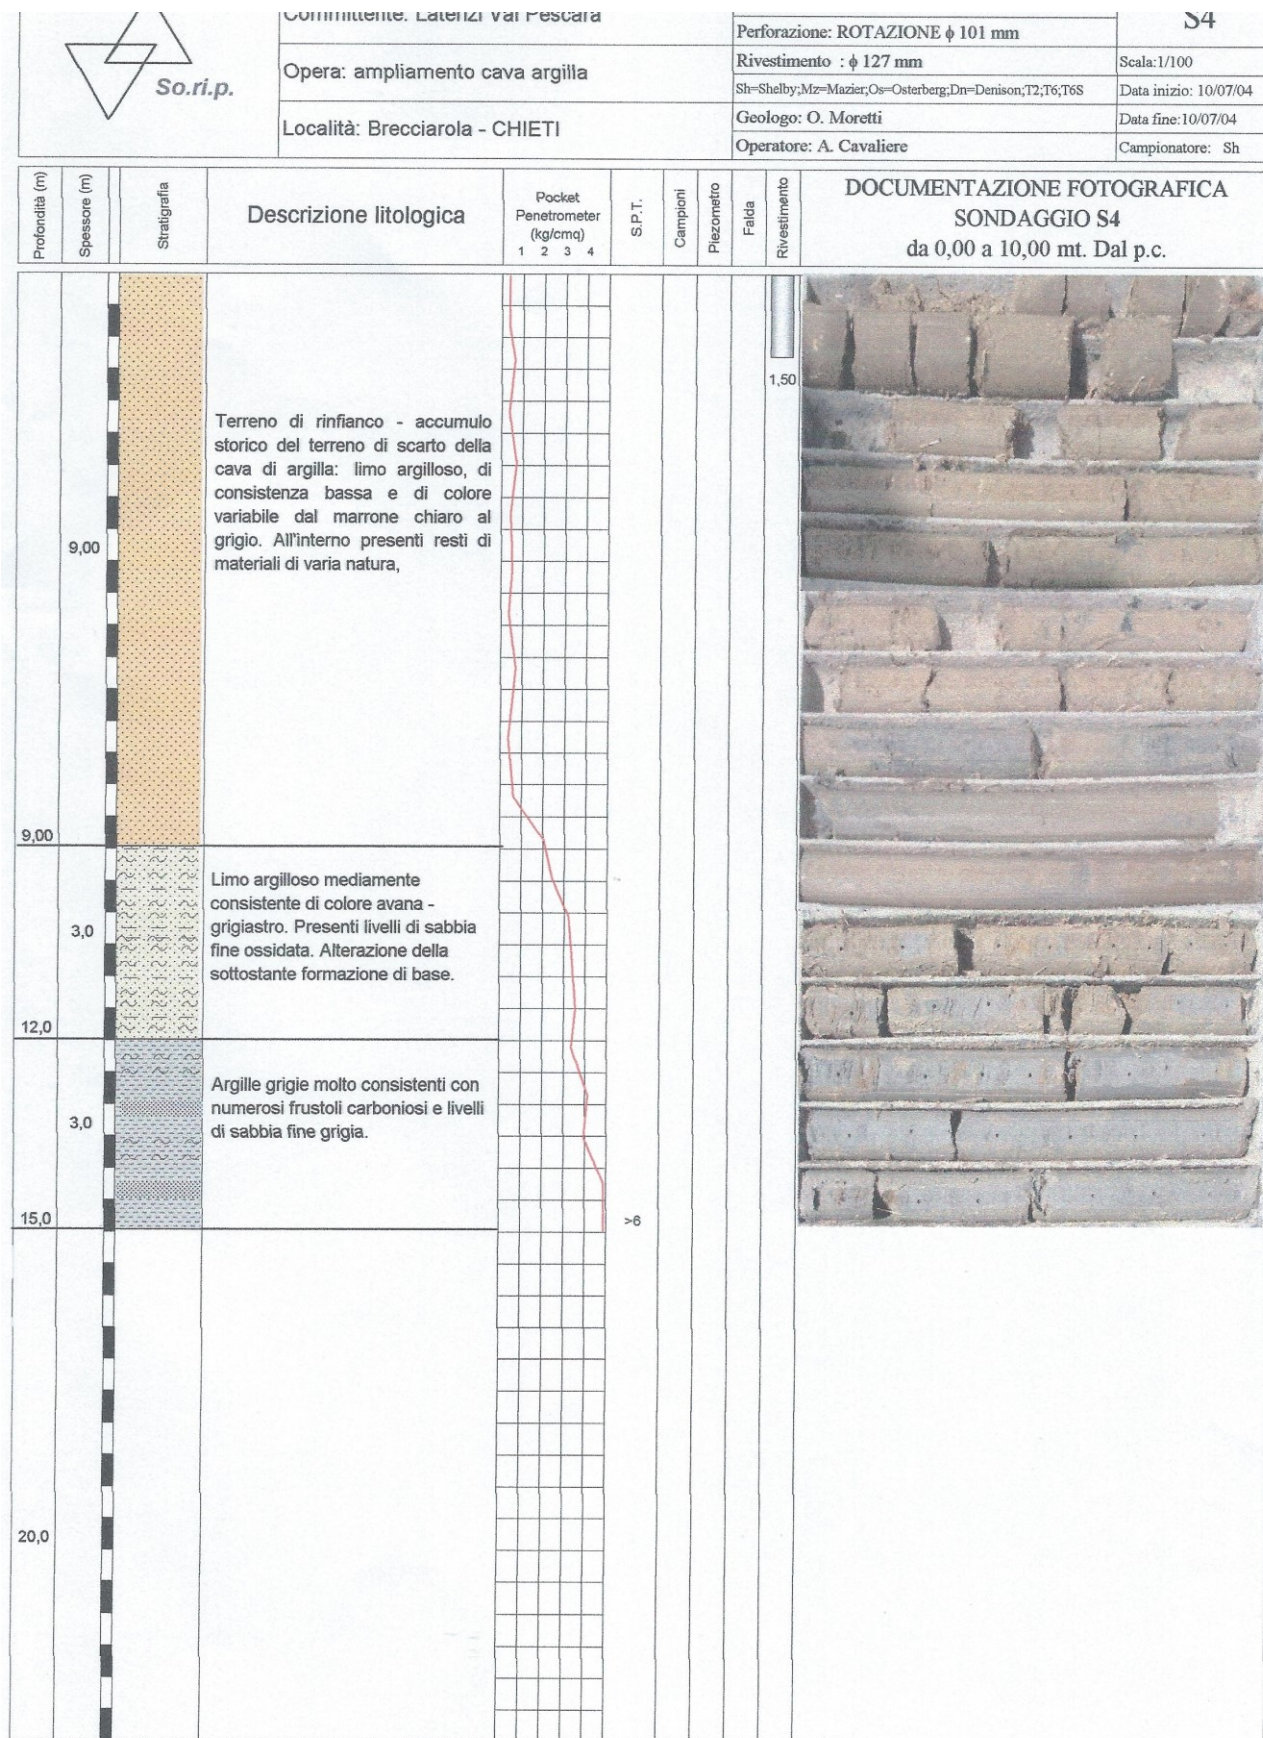 Committente: Laterizi Val Pescara
So.ri.p.
Opera: ampliamento cava argilla
Località: Brecciarola - CHIETI
Perforazione: ROTAZIONE ϕ 101 mm
Rivestimento : ϕ 127 mm
Sh=Shelby;Mz=Mazier;Os=Osterberg;Dn=Denison;T2;T6;T6S
Geologo: O. Moretti
Operatore: A. Cavaliere
S4
Scala:1/100
Data inizio: 10/07/04
Data fine:10/07/04
Campionatore: Sh
Profondità (m)
Spessore (m)
Stratigrafia
Descrizione litologica
Pocket
Penetrometer
(kg/cmq)
1 2 3 4
S.P.T.
Campioni
Piezometro
Falda
Rivestimento
DOCUMENTAZIONE FOTOGRAFICA
SONDAGGIO S4
da 0,00 a 10,00 mt. Dal p.c.
1,50
Terreno di rinfianco - accumulo
storico del terreno di scarto della
cava di argilla: limo argilloso, di
consistenza bassa e di colore
variabile dal marrone chiaro al
grigio. All'interno presenti resti di
materiali di varia natura,
9,00
9,00
Limo argilloso mediamente
consistente di colore avana -
grigiastro. Presenti livelli di sabbia
fine ossidata. Alterazione della
sottostante formazione di base.
3,0
12,0
Argille grigie molto consistenti con
numerosi frustoli carboniosi e livelli
di sabbia fine grigia.
3,0
15,0
>6
20,0